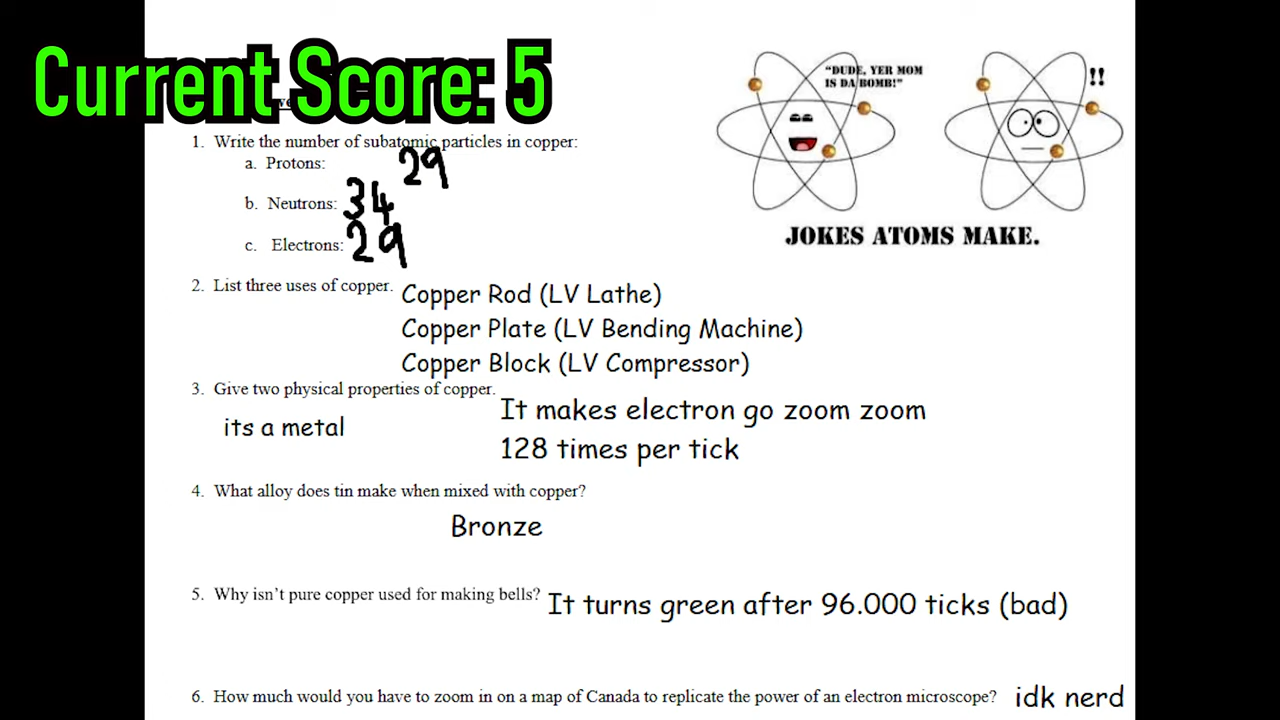 Current Score: 5
"DUDE, YER MOM
IS DA BOMB!"
!!
1. Write the number of subatomic particles in copper:
a. Protons: 29
b. Neutrons: 34
c. Electrons: 29
JOKES ATOMS MAKE.
2. List three uses of copper.
Copper Rod (LV Lathe)
Copper Plate (LV Bending Machine)
Copper Block (LV Compressor)
3. Give two physical properties of copper.
its a metal
It makes electron go zoom zoom
128 times per tick
4. What alloy does tin make when mixed with copper?
Bronze
5. Why isn't pure copper used for making bells? It turns green after 96.000 ticks (bad)
6. How much would you have to zoom in on a map of Canada to replicate the power of an electron microscope? idk nerd